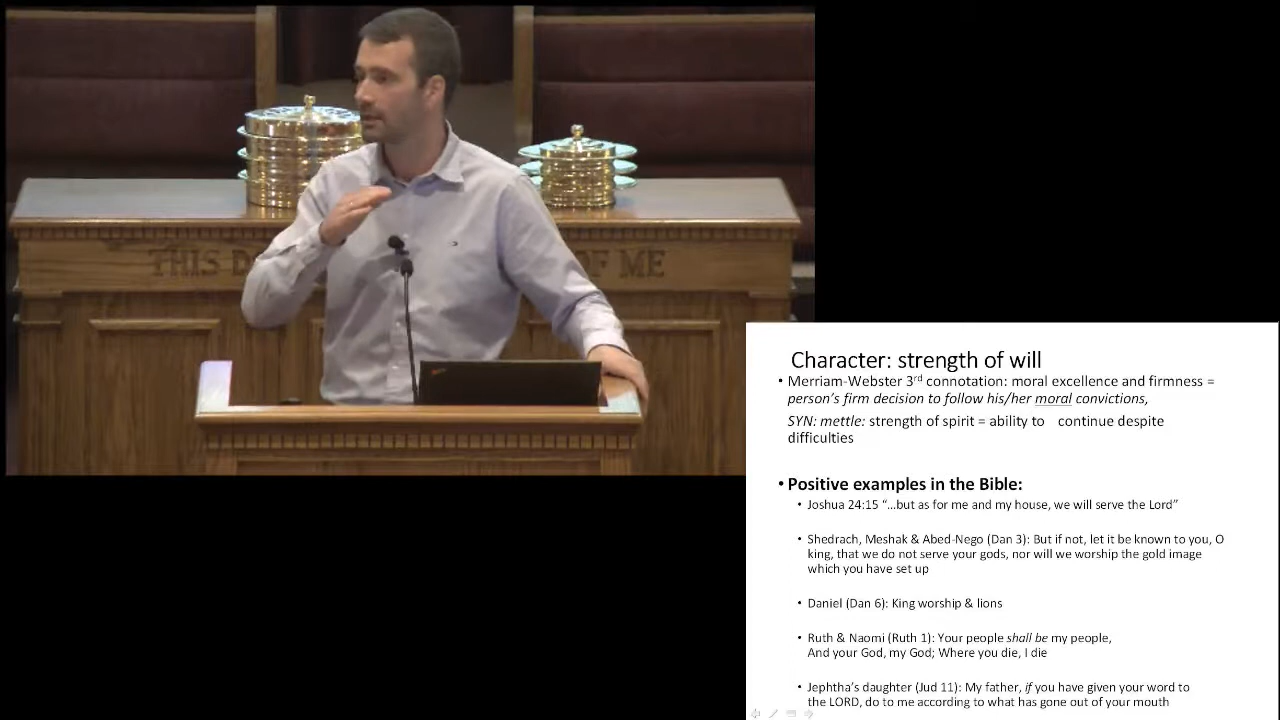 THIS D OF ME
Character: strength of will
• Merriam-Webster 3rd connotation: moral excellence and firmness =
person's firm decision to follow his/her moral convictions,
SYN: mettle: strength of spirit = ability to continue despite
difficulties
• Positive examples in the Bible:
• Joshua 24:15 “...but as for me and my house, we will serve the Lord”
• Shedrach, Meshak & Abed-Nego (Dan 3): But if not, let it be known to you, O
king, that we do not serve your gods, nor will we worship the gold image
which you have set up
• Daniel (Dan 6): King worship & lions
• Ruth & Naomi (Ruth 1): Your people shall be my people,
And your God, my God; Where you die, I die
• Jephtha's daughter (Jud 11): My father, if you have given your word to
the LORD, do to me according to what has gone out of your mouth